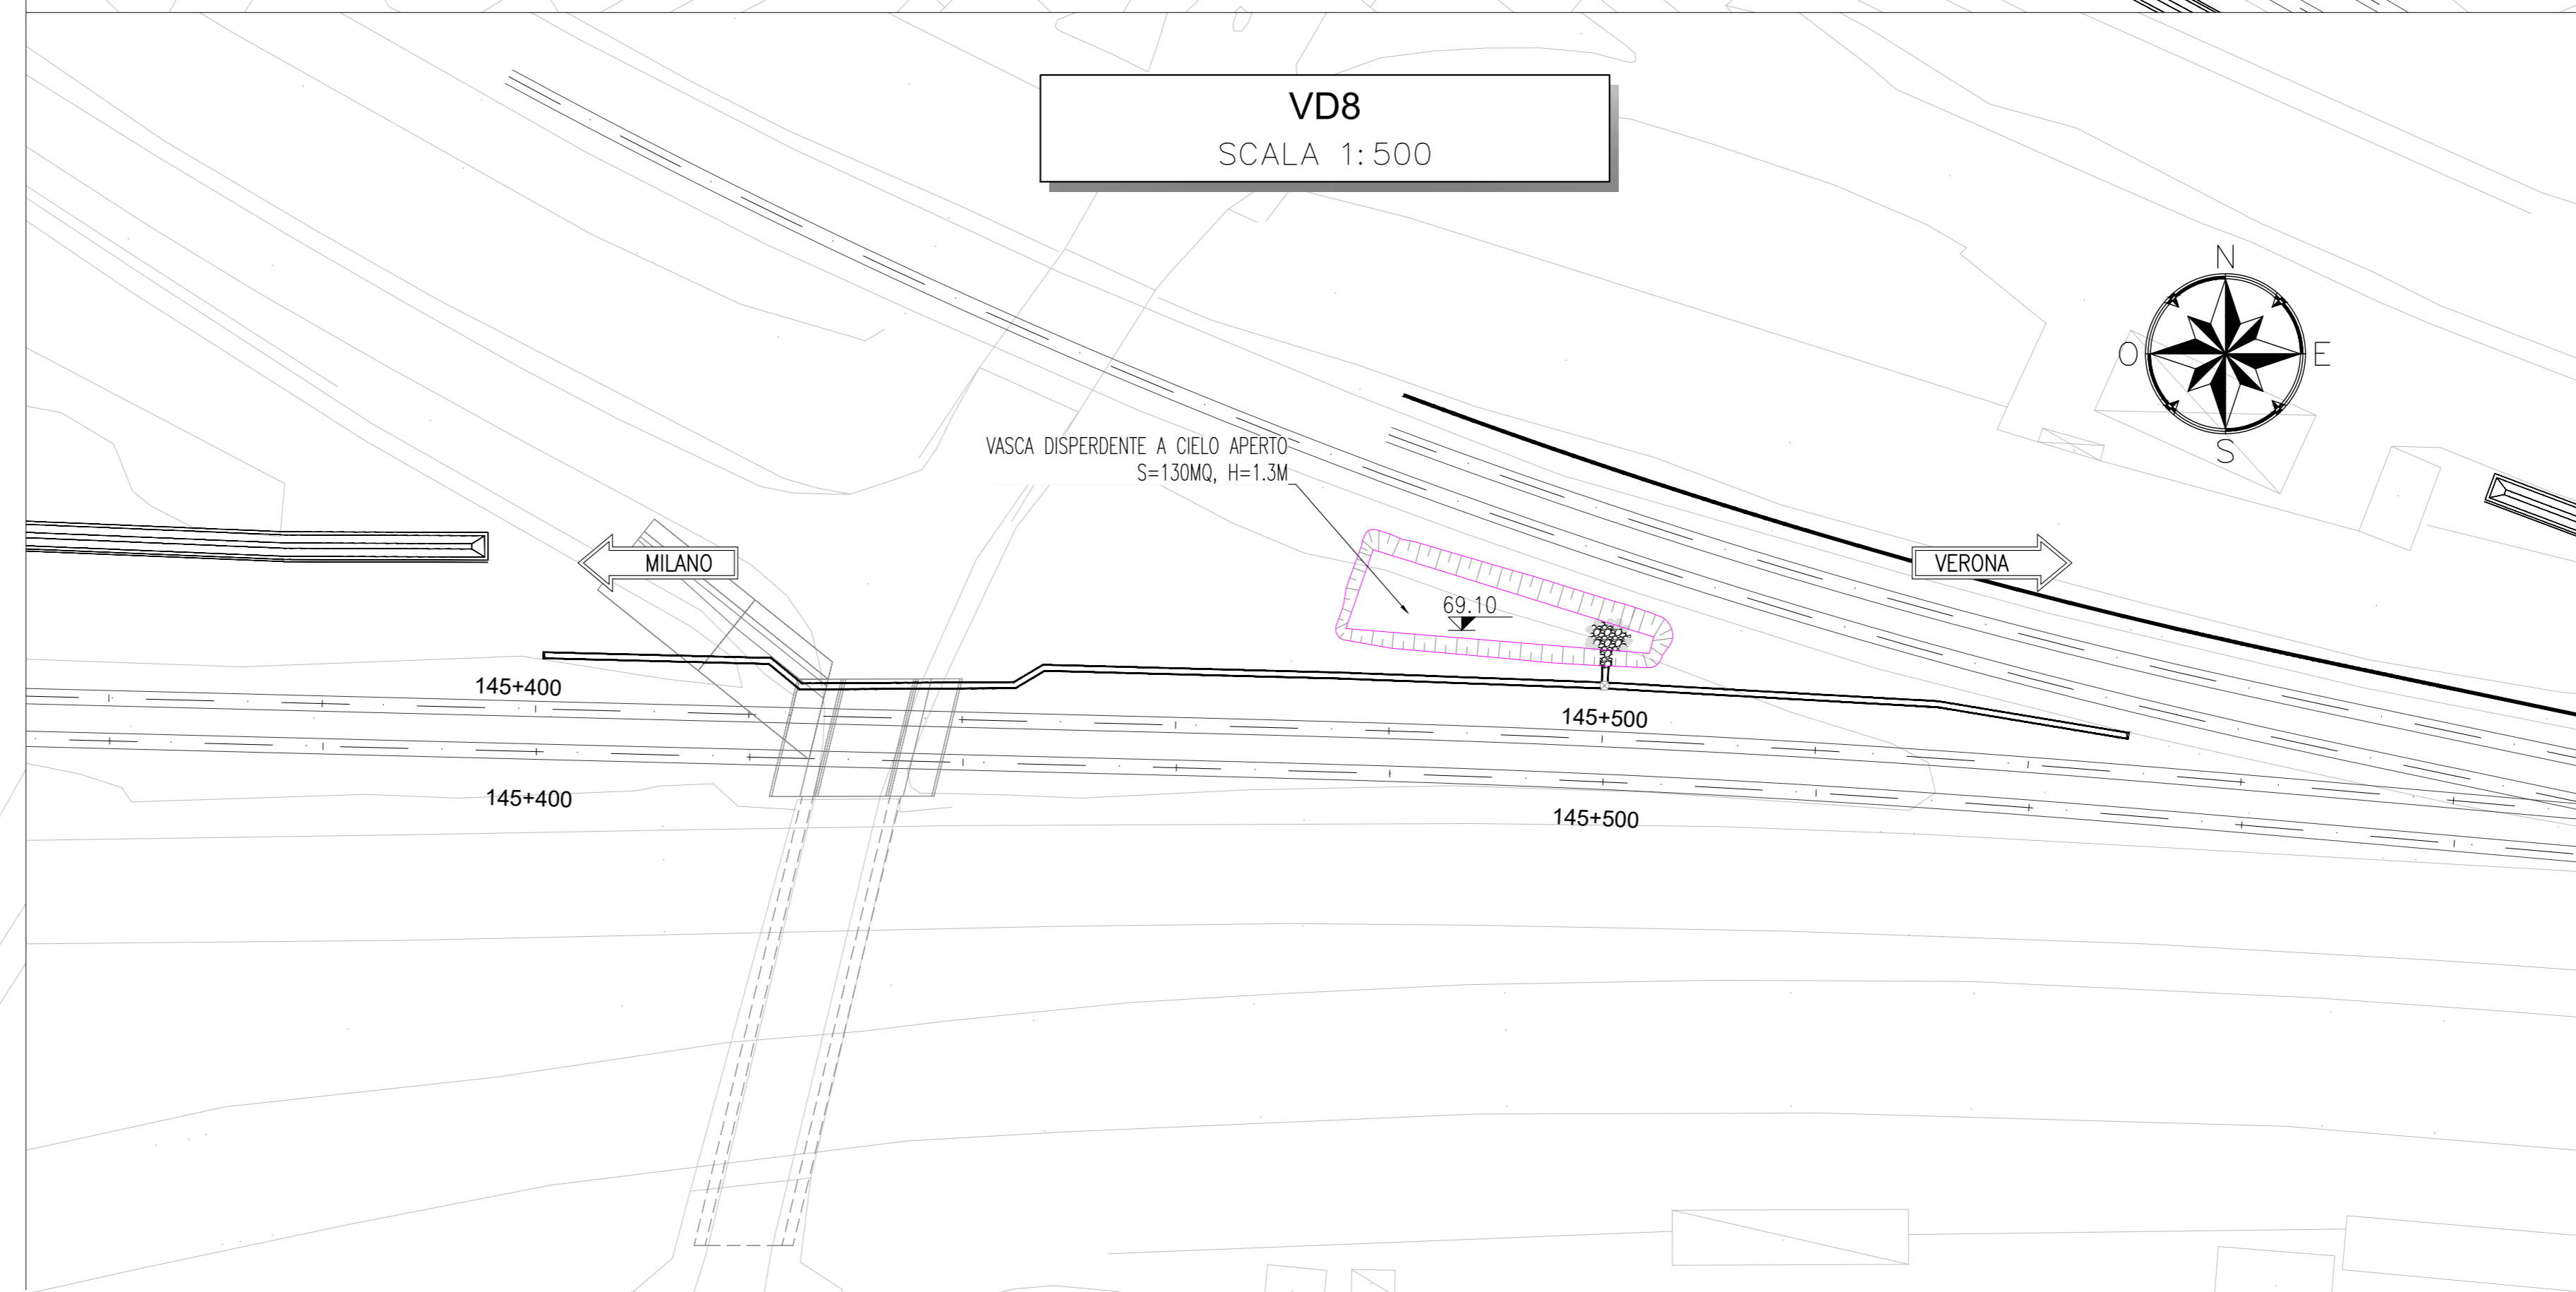 VD8
SCALA 1:500
N
O
E
S
VASCA DISPERDENTE A CIELO APERTO
S=130MQ, H=1.3M
MILANO
VERONA
69.10
145+400
145+500
145+400
145+500